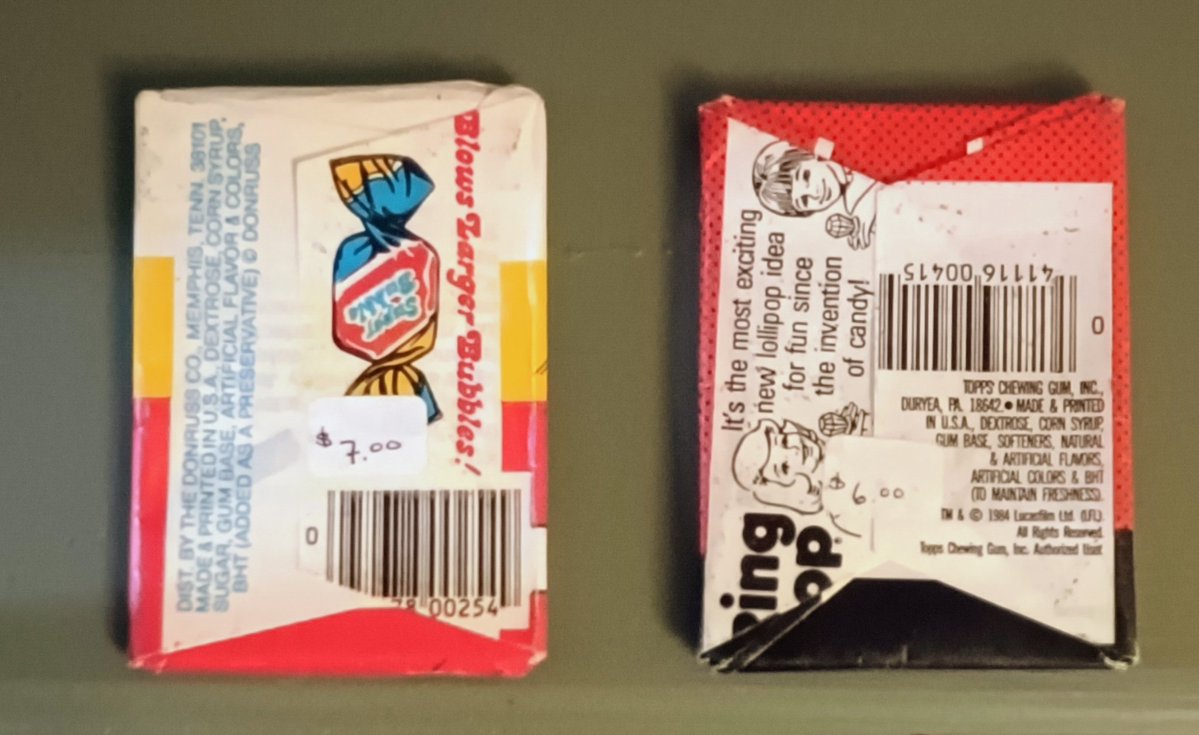 DIST. BY THE DONRUSS CO., MEMPHIS, TENN. 38101
MADE & PRINTED IN U.S.A., DEXTROSE, CORN SYRUP,
SUGAR, GUM BASE, ARTIFICIAL FLAVOR & COLORS,
BHT (ADDED AS A PRESERVATIVE) © DONRUSS
Super
Bubble
Blows Larger Bubbles!
$ 7.00
0
78 00254
It's the most exciting
new lollipop idea
for fun since
the invention
of candy!
Ring
Pop®
41116 00415
0
TOPPS CHEWING GUM, INC.,
DURYEA, PA. 18642. • MADE & PRINTED
IN U.S.A., DEXTROSE, CORN SYRUP,
GUM BASE, SOFTENERS, NATURAL
& ARTIFICIAL FLAVORS,
ARTIFICIAL COLORS & BHT
(TO MAINTAIN FRESHNESS).
TM & © 1984 Lucasfilm Ltd. (LFL)
All Rights Reserved.
Topps Chewing Gum, Inc. Authorized User
$ 6.00